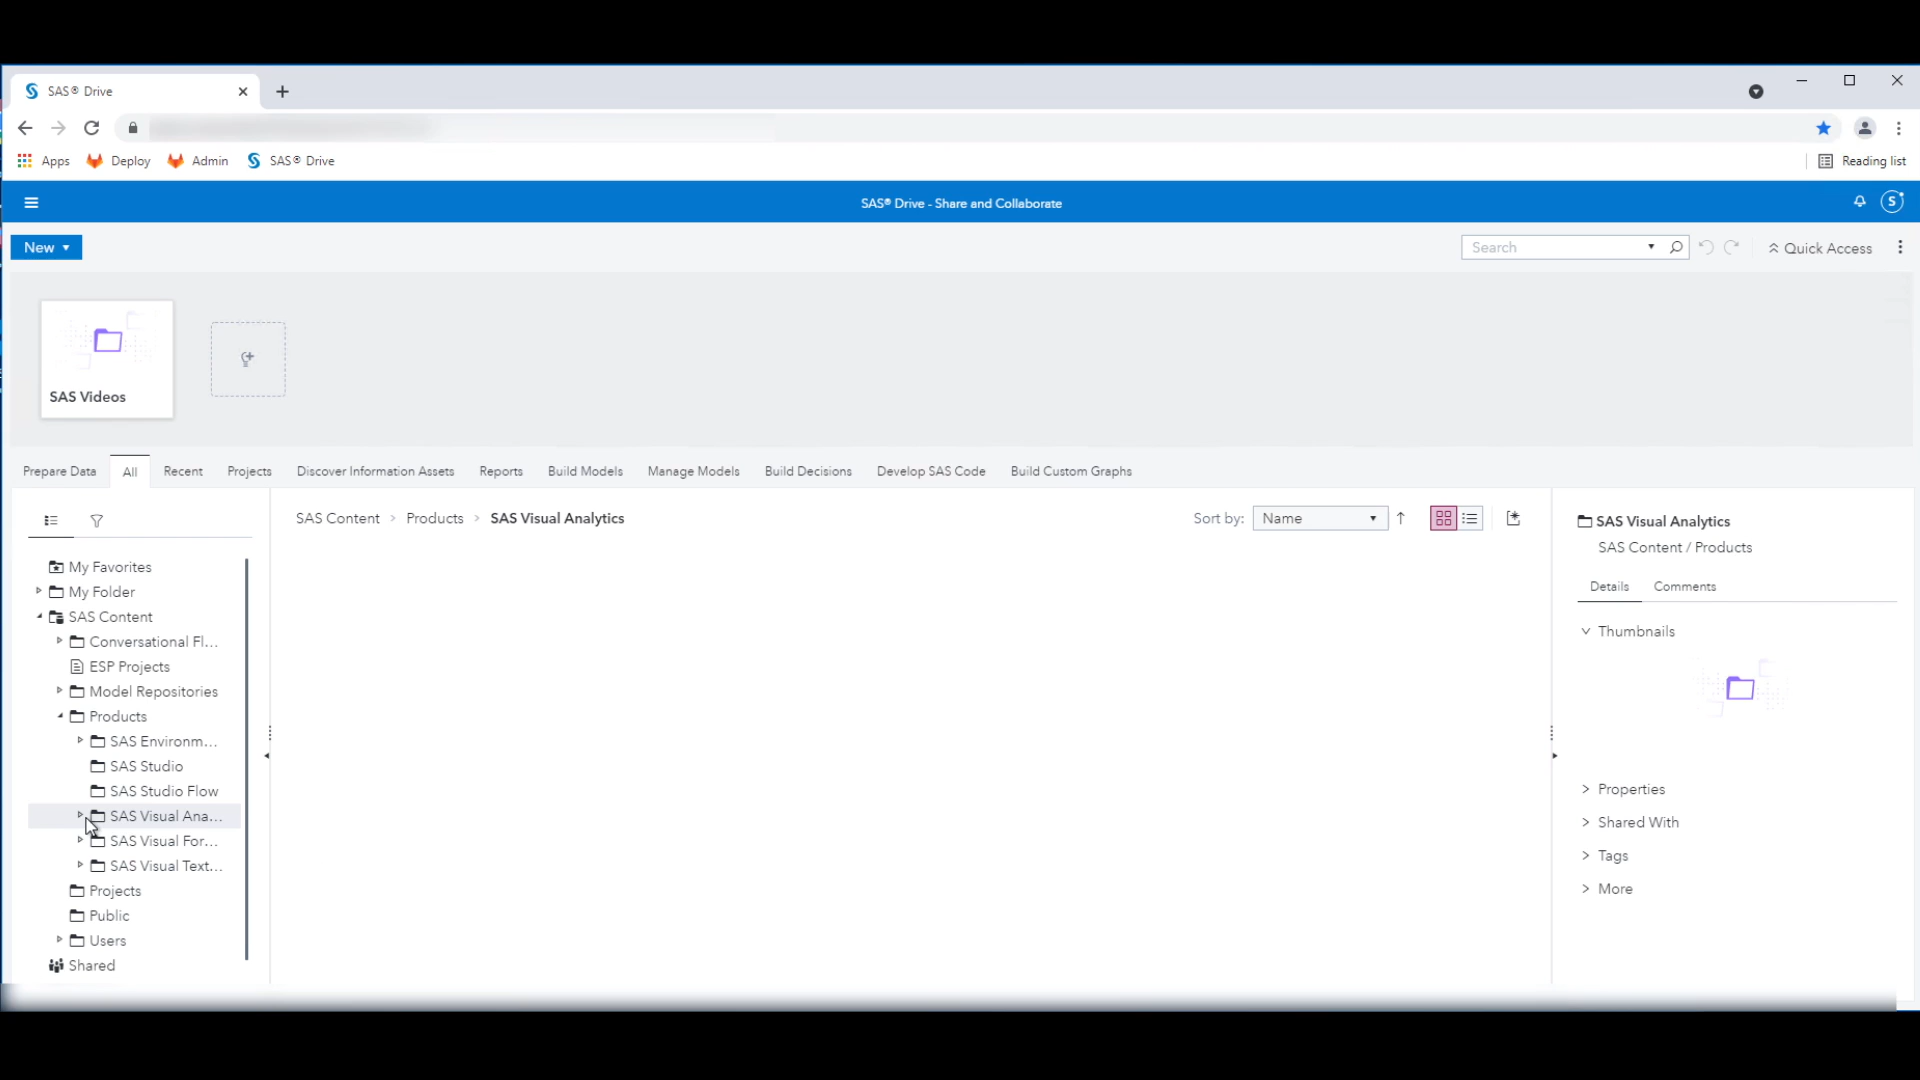 SAS® Drive
Apps Deploy Admin SAS® Drive Reading list
SAS® Drive - Share and Collaborate
S
New Search Quick Access
SAS Videos
Prepare Data All Recent Projects Discover Information Assets Reports Build Models Manage Models Build Decisions Develop SAS Code Build Custom Graphs
SAS Content > Products > SAS Visual Analytics
Sort by: Name
My Favorites
My Folder
SAS Content
Conversational Fl...
ESP Projects
Model Repositories
Products
SAS Environm...
SAS Studio
SAS Studio Flow
SAS Visual Ana...
SAS Visual For...
SAS Visual Text...
Projects
Public
Users
Shared
SAS Visual Analytics
SAS Content / Products
Details Comments
Thumbnails
Properties
Shared With
Tags
More